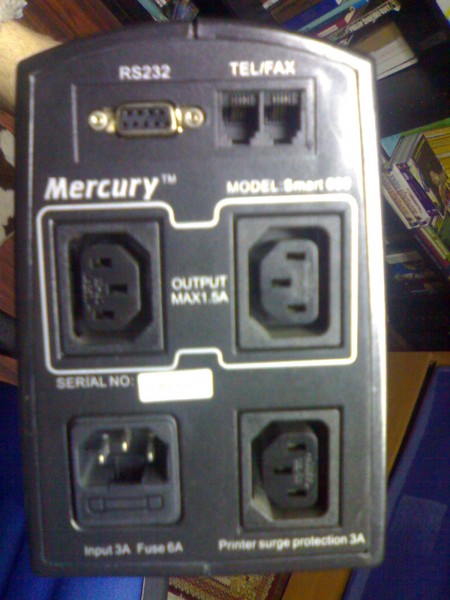 RS232
TEL/FAX
Mercury™
MODEL Smart
OUTPUT
MAX1.5A
SERIAL NO:
Input 3A Fuse 6A
Printer surge protection 3A